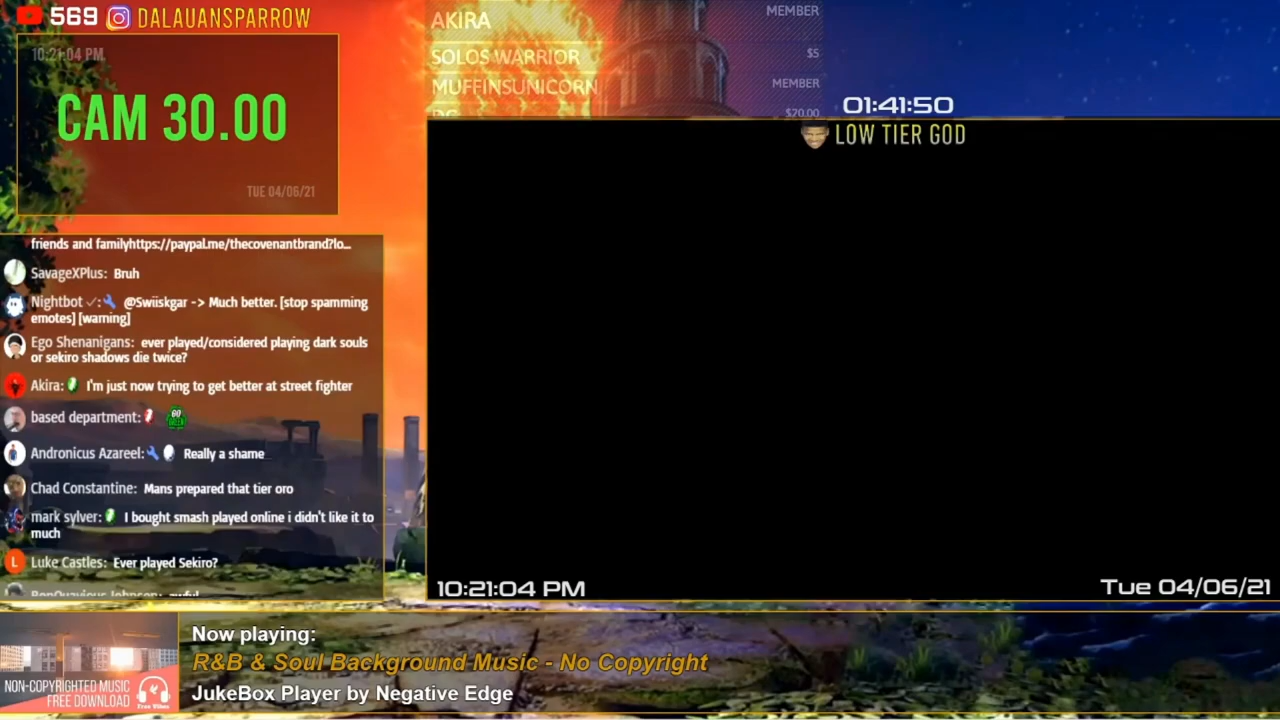 569 DALAUANSPARROW
10:21:04 PM
CAM 30.00
TUE 04/06/21
AKIRA MEMBER
SOLOS WARRIOR $5
MUFFINSUNICORN MEMBER
$20.00
01:41:50
LOW TIER GOD
friends and familyhttps://paypal.me/thecovenantbrand?lo...
SavageXPlus: Bruh
Nightbot ✓: @Swiiskgar -> Much better. [stop spamming
emotes] [warning]
Ego Shenanigans: ever played/considered playing dark souls
or sekiro shadows die twice?
Akira: I'm just now trying to get better at street fighter
based department: GO GREEN
Andronicus Azareel: Really a shame
Chad Constantine: Mans prepared that tier oro
mark sylver: I bought smash played online i didn't like it to
much
L Luke Castles: Ever played Sekiro?
10:21:04 PM
Tue 04/06/21
NON-COPYRIGHTED MUSIC
FREE DOWNLOAD
Free Vibes
Now playing:
R&B & Soul Background Music - No Copyright
JukeBox Player by Negative Edge